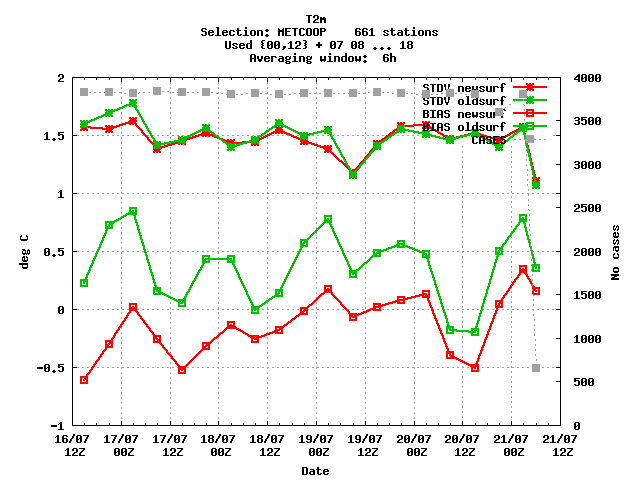 T2m
Selection: METCOOP 661 stations
Used {00,12} + 07 08 ... 18
Averaging window: 6h
2
1.5
1
0.5
0
-0.5
-1
deg C
4000
3500
3000
2500
2000
1500
1000
500
0
No cases
STDV newsurf
STDV oldsurf
BIAS newsurf
BIAS oldsurf
CASES
16/07 17/07 17/07 18/07 18/07 19/07 19/07 20/07 20/07 21/07 21/07
12Z 00Z 12Z 00Z 12Z 00Z 12Z 00Z 12Z 00Z 12Z
Date